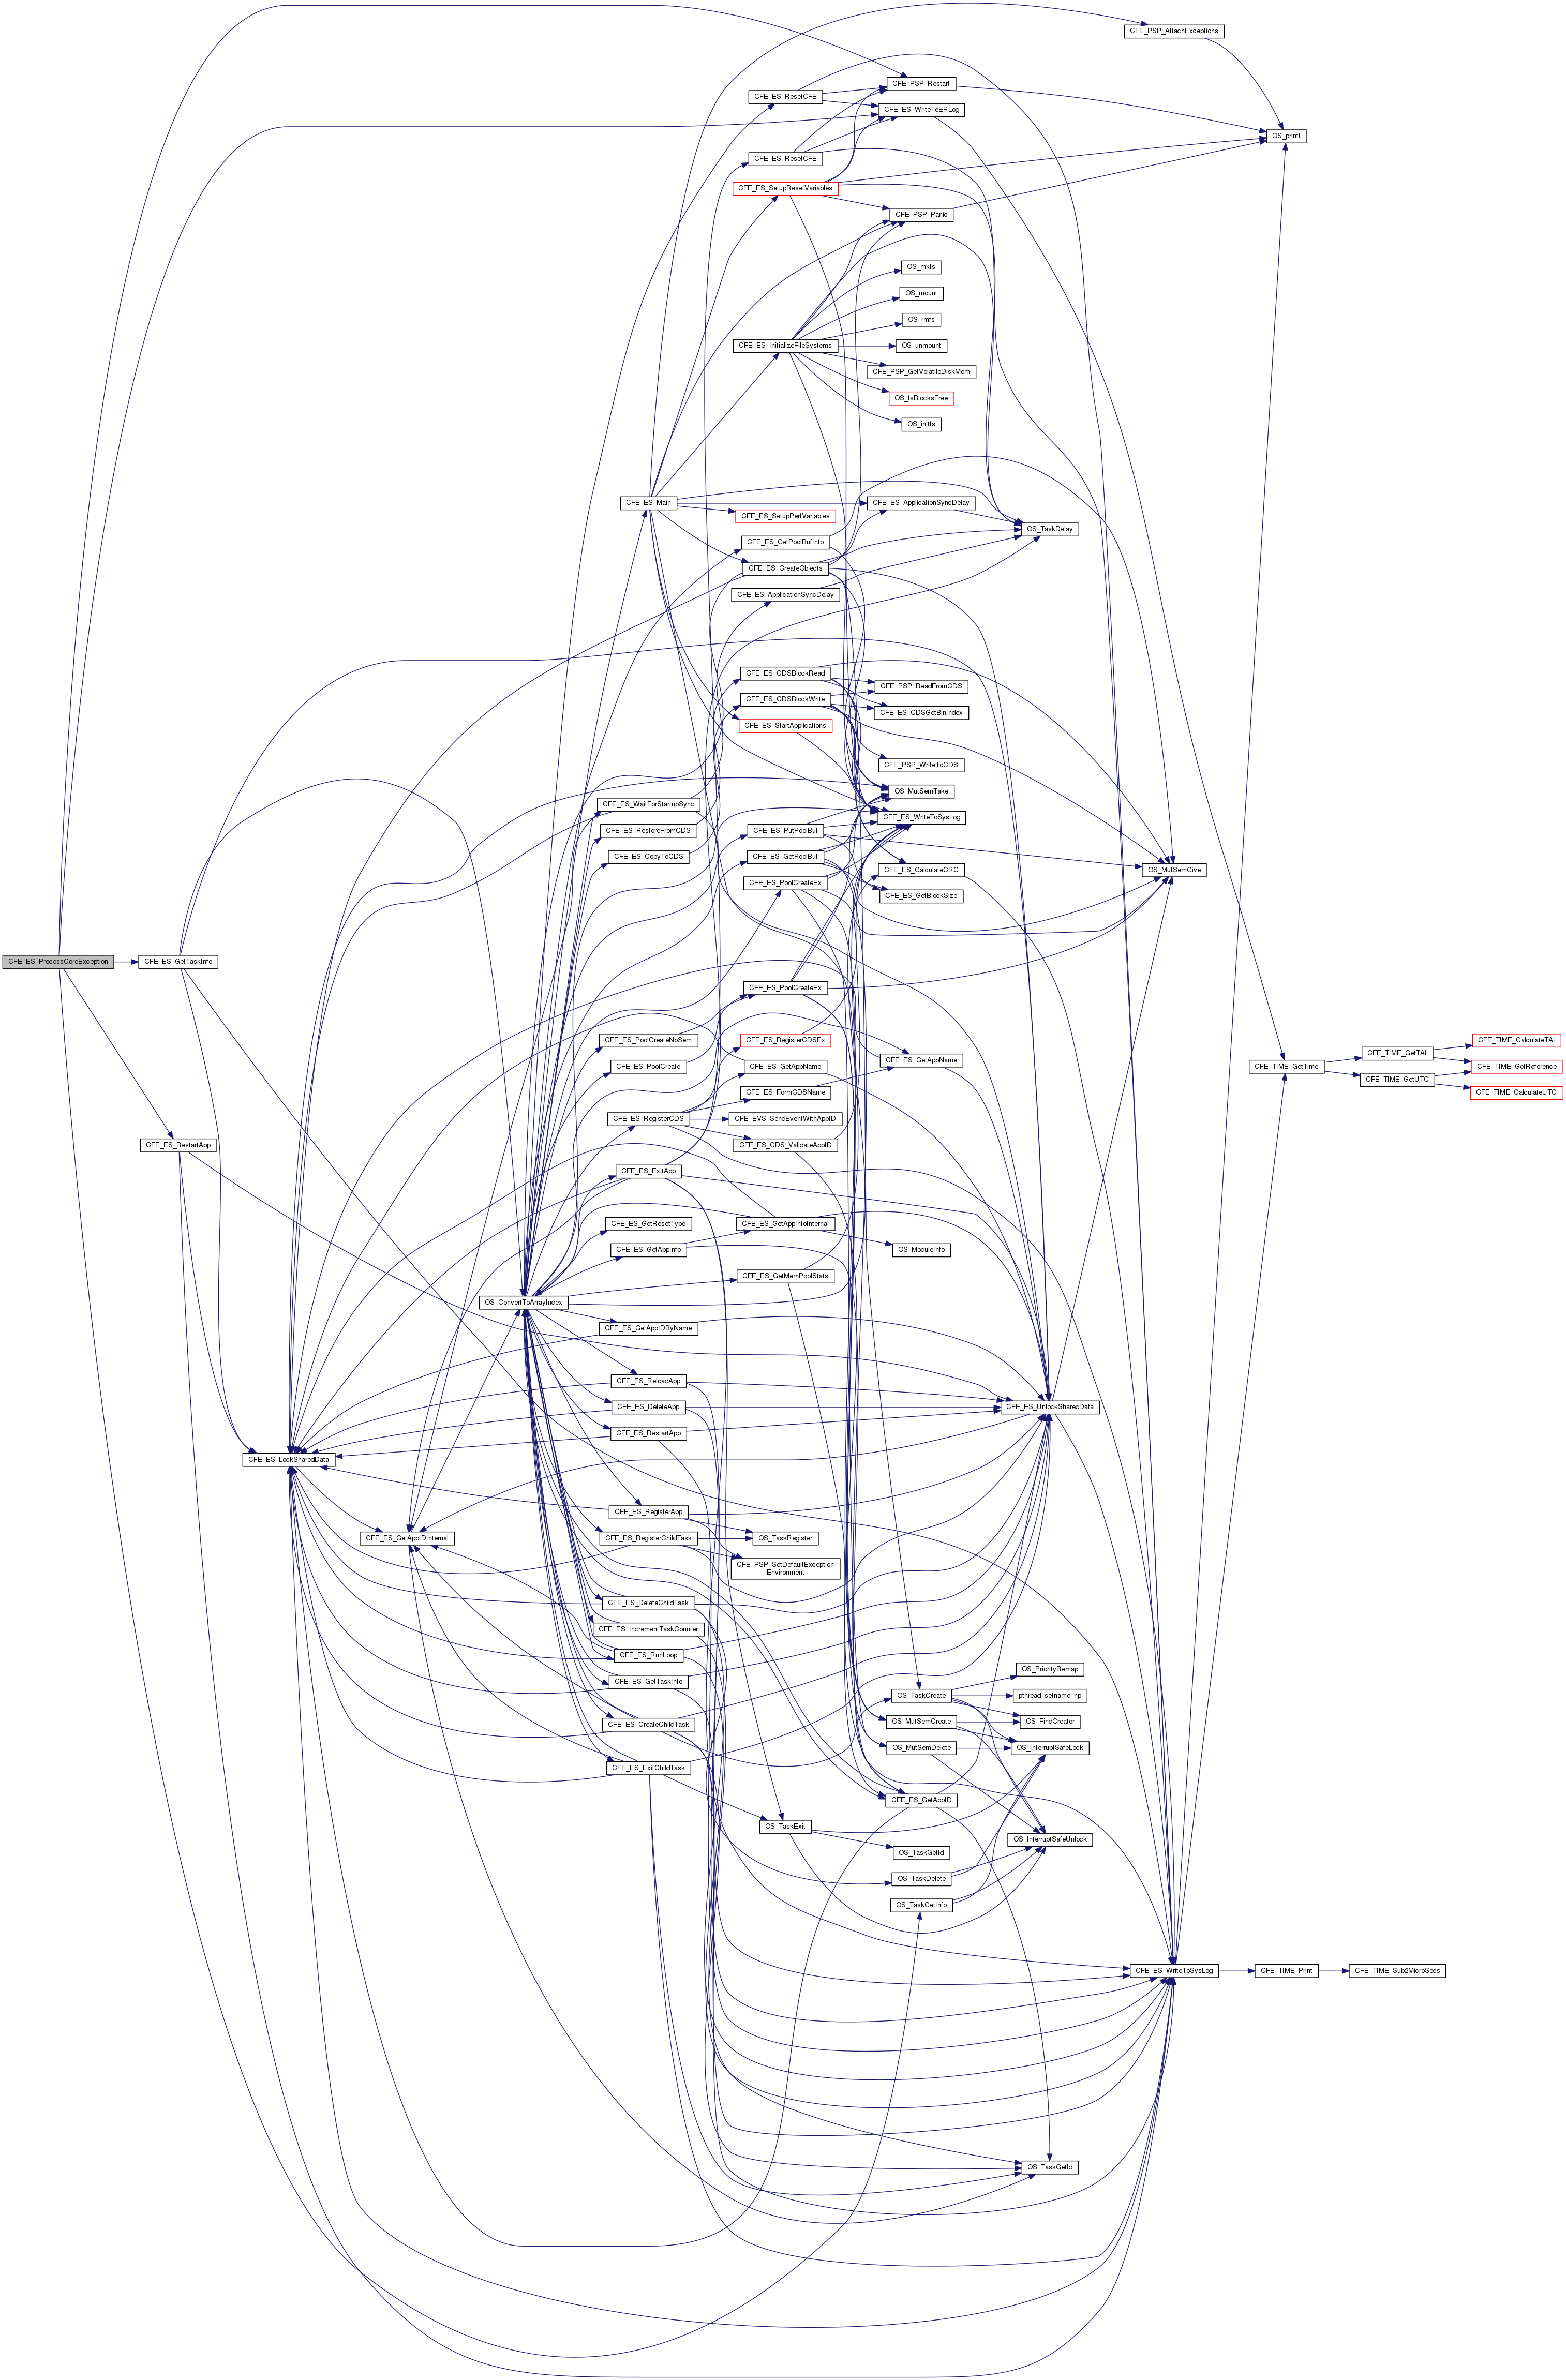 CFE_PSP_AttachExceptions
CFE_PSP_Restart
CFE_ES_ResetCFE
CFE_ES_WriteToERLog
OS_printf
CFE_ES_ResetCFE
CFE_ES_SetupResetVariables
CFE_PSP_Panic
OS_mkfs
OS_mount
OS_rmfs
CFE_ES_InitializeFileSystems
OS_unmount
CFE_PSP_GetVolatileDiskMem
OS_fsBlocksFree
OS_initfs
CFE_ES_Main
CFE_ES_ApplicationSyncDelay
CFE_ES_SetupPerfVariables
OS_TaskDelay
CFE_ES_GetPoolBufInfo
CFE_ES_CreateObjects
CFE_ES_ApplicationSyncDelay
CFE_ES_CDSBlockRead
CFE_PSP_ReadFromCDS
CFE_ES_CDSBlockWrite
CFE_ES_CDSGetBinIndex
CFE_ES_StartApplications
CFE_PSP_WriteToCDS
OS_MutSemTake
CFE_ES_WaitForStartupSync
CFE_ES_WriteToSysLog
CFE_ES_RestoreFromCDS
CFE_ES_PutPoolBuf
CFE_ES_CopyToCDS
CFE_ES_GetPoolBuf
CFE_ES_CalculateCRC
OS_MutSemGive
CFE_ES_PoolCreateEx
CFE_ES_GetBlockSize
CFE_ES_ProcessCoreException
CFE_ES_GetTaskInfo
CFE_ES_PoolCreateEx
CFE_ES_PoolCreateNoSem
CFE_ES_RegisterCDSEx
CFE_TIME_CalculateTAI
CFE_TIME_GetTAI
CFE_ES_GetAppName
CFE_ES_PoolCreate
CFE_ES_GetAppName
CFE_TIME_GetTime
CFE_TIME_GetReference
CFE_TIME_GetUTC
CFE_ES_FormCDSName
CFE_TIME_CalculateUTC
CFE_ES_RegisterCDS
CFE_EVS_SendEventWithAppID
CFE_ES_RestartApp
CFE_ES_CDS_ValidateAppID
CFE_ES_ExitApp
CFE_ES_GetResetType
CFE_ES_GetAppInfoInternal
CFE_ES_GetAppInfo
OS_ModuleInfo
CFE_ES_GetMemPoolStats
OS_ConvertToArrayIndex
CFE_ES_GetAppIDByName
CFE_ES_ReloadApp
CFE_ES_DeleteApp
CFE_ES_UnlockSharedData
CFE_ES_RestartApp
CFE_ES_LockSharedData
CFE_ES_RegisterApp
CFE_ES_GetAppIDInternal
CFE_ES_RegisterChildTask
OS_TaskRegister
CFE_PSP_SetDefaultException
Environment
CFE_ES_DeleteChildTask
CFE_ES_IncrementTaskCounter
CFE_ES_RunLoop
CFE_ES_GetTaskInfo
OS_PriorityRemap
OS_TaskCreate
pthread_setname_np
CFE_ES_CreateChildTask
OS_MutSemCreate
OS_FindCreator
OS_MutSemDelete
OS_InterruptSafeLock
CFE_ES_ExitChildTask
CFE_ES_GetAppID
OS_TaskExit
OS_InterruptSafeUnlock
OS_TaskGetId
OS_TaskDelete
OS_TaskGetInfo
CFE_ES_WriteToSysLog
CFE_TIME_Print
CFE_TIME_Sub2MicroSecs
OS_TaskGetId